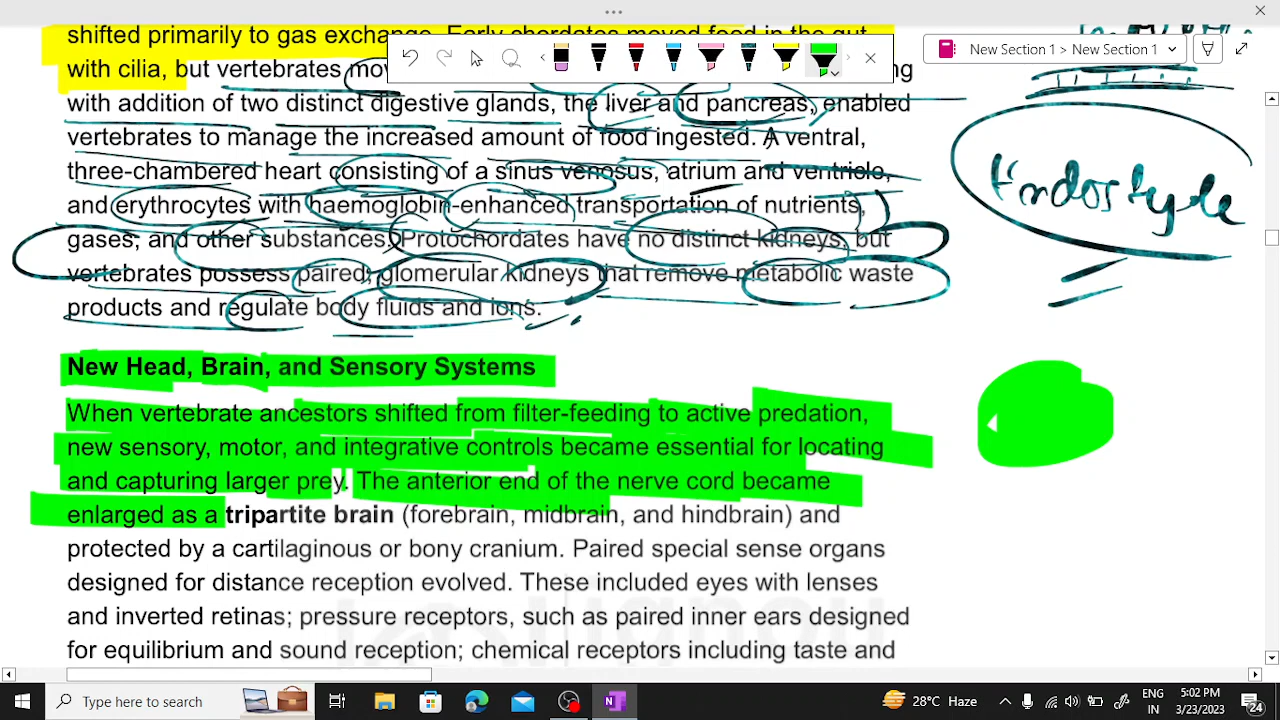 shifted primarily to gas exchange. Early chordates moved food in the gut
with cilia, but vertebrates
New Section 1 > New Section 1
with addition of two distinct digestive glands, the liver and pancreas, enabled
vertebrates to manage the increased amount of food ingested. A ventral,
three-chambered heart consisting of a sinus venosus, atrium and ventricle,
and erythrocytes with haemoglobin-enhanced transportation of nutrients,
gases, and other substances. Protochordates have no distinct kidneys, but
vertebrates possess paired, glomerular kidneys that remove metabolic waste
products and regulate body fluids and ions.
Endostyle
New Head, Brain, and Sensory Systems
When vertebrate ancestors shifted from filter-feeding to active predation,
new sensory, motor, and integrative controls became essential for locating
and capturing larger prey. The anterior end of the nerve cord became
enlarged as a tripartite brain (forebrain, midbrain, and hindbrain) and
protected by a cartilaginous or bony cranium. Paired special sense organs
designed for distance reception evolved. These included eyes with lenses
and inverted retinas; pressure receptors, such as paired inner ears designed
for equilibrium and sound reception; chemical receptors including taste and
Type here to search
28°C Haze
ENG
IN
5:02 PM
3/23/2023
24